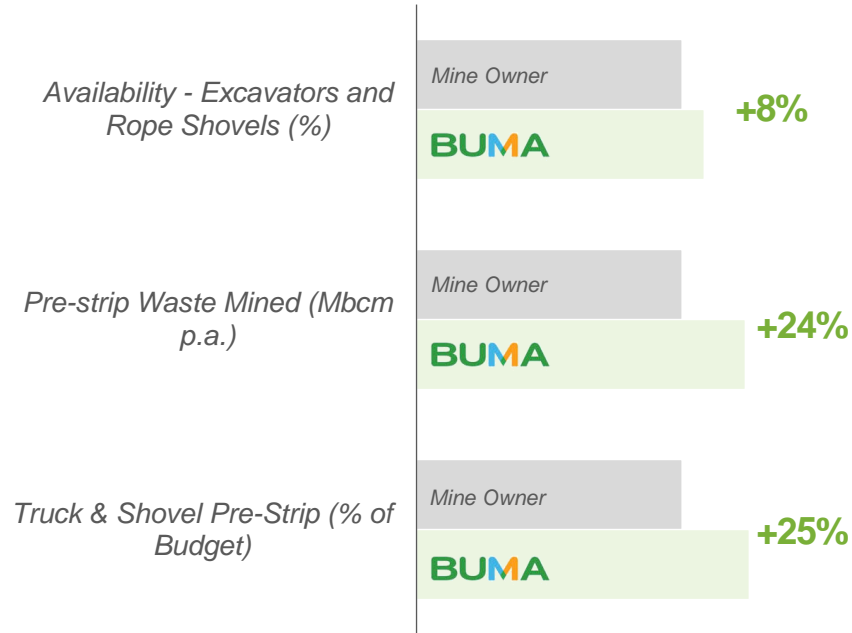 Availability - Excavators and
Rope Shovels (%)
Mine Owner
BUMA
+8%
Pre-strip Waste Mined (Mbcm
p.a.)
Mine Owner
BUMA
+24%
Truck & Shovel Pre-Strip (% of
Budget)
Mine Owner
BUMA
+25%